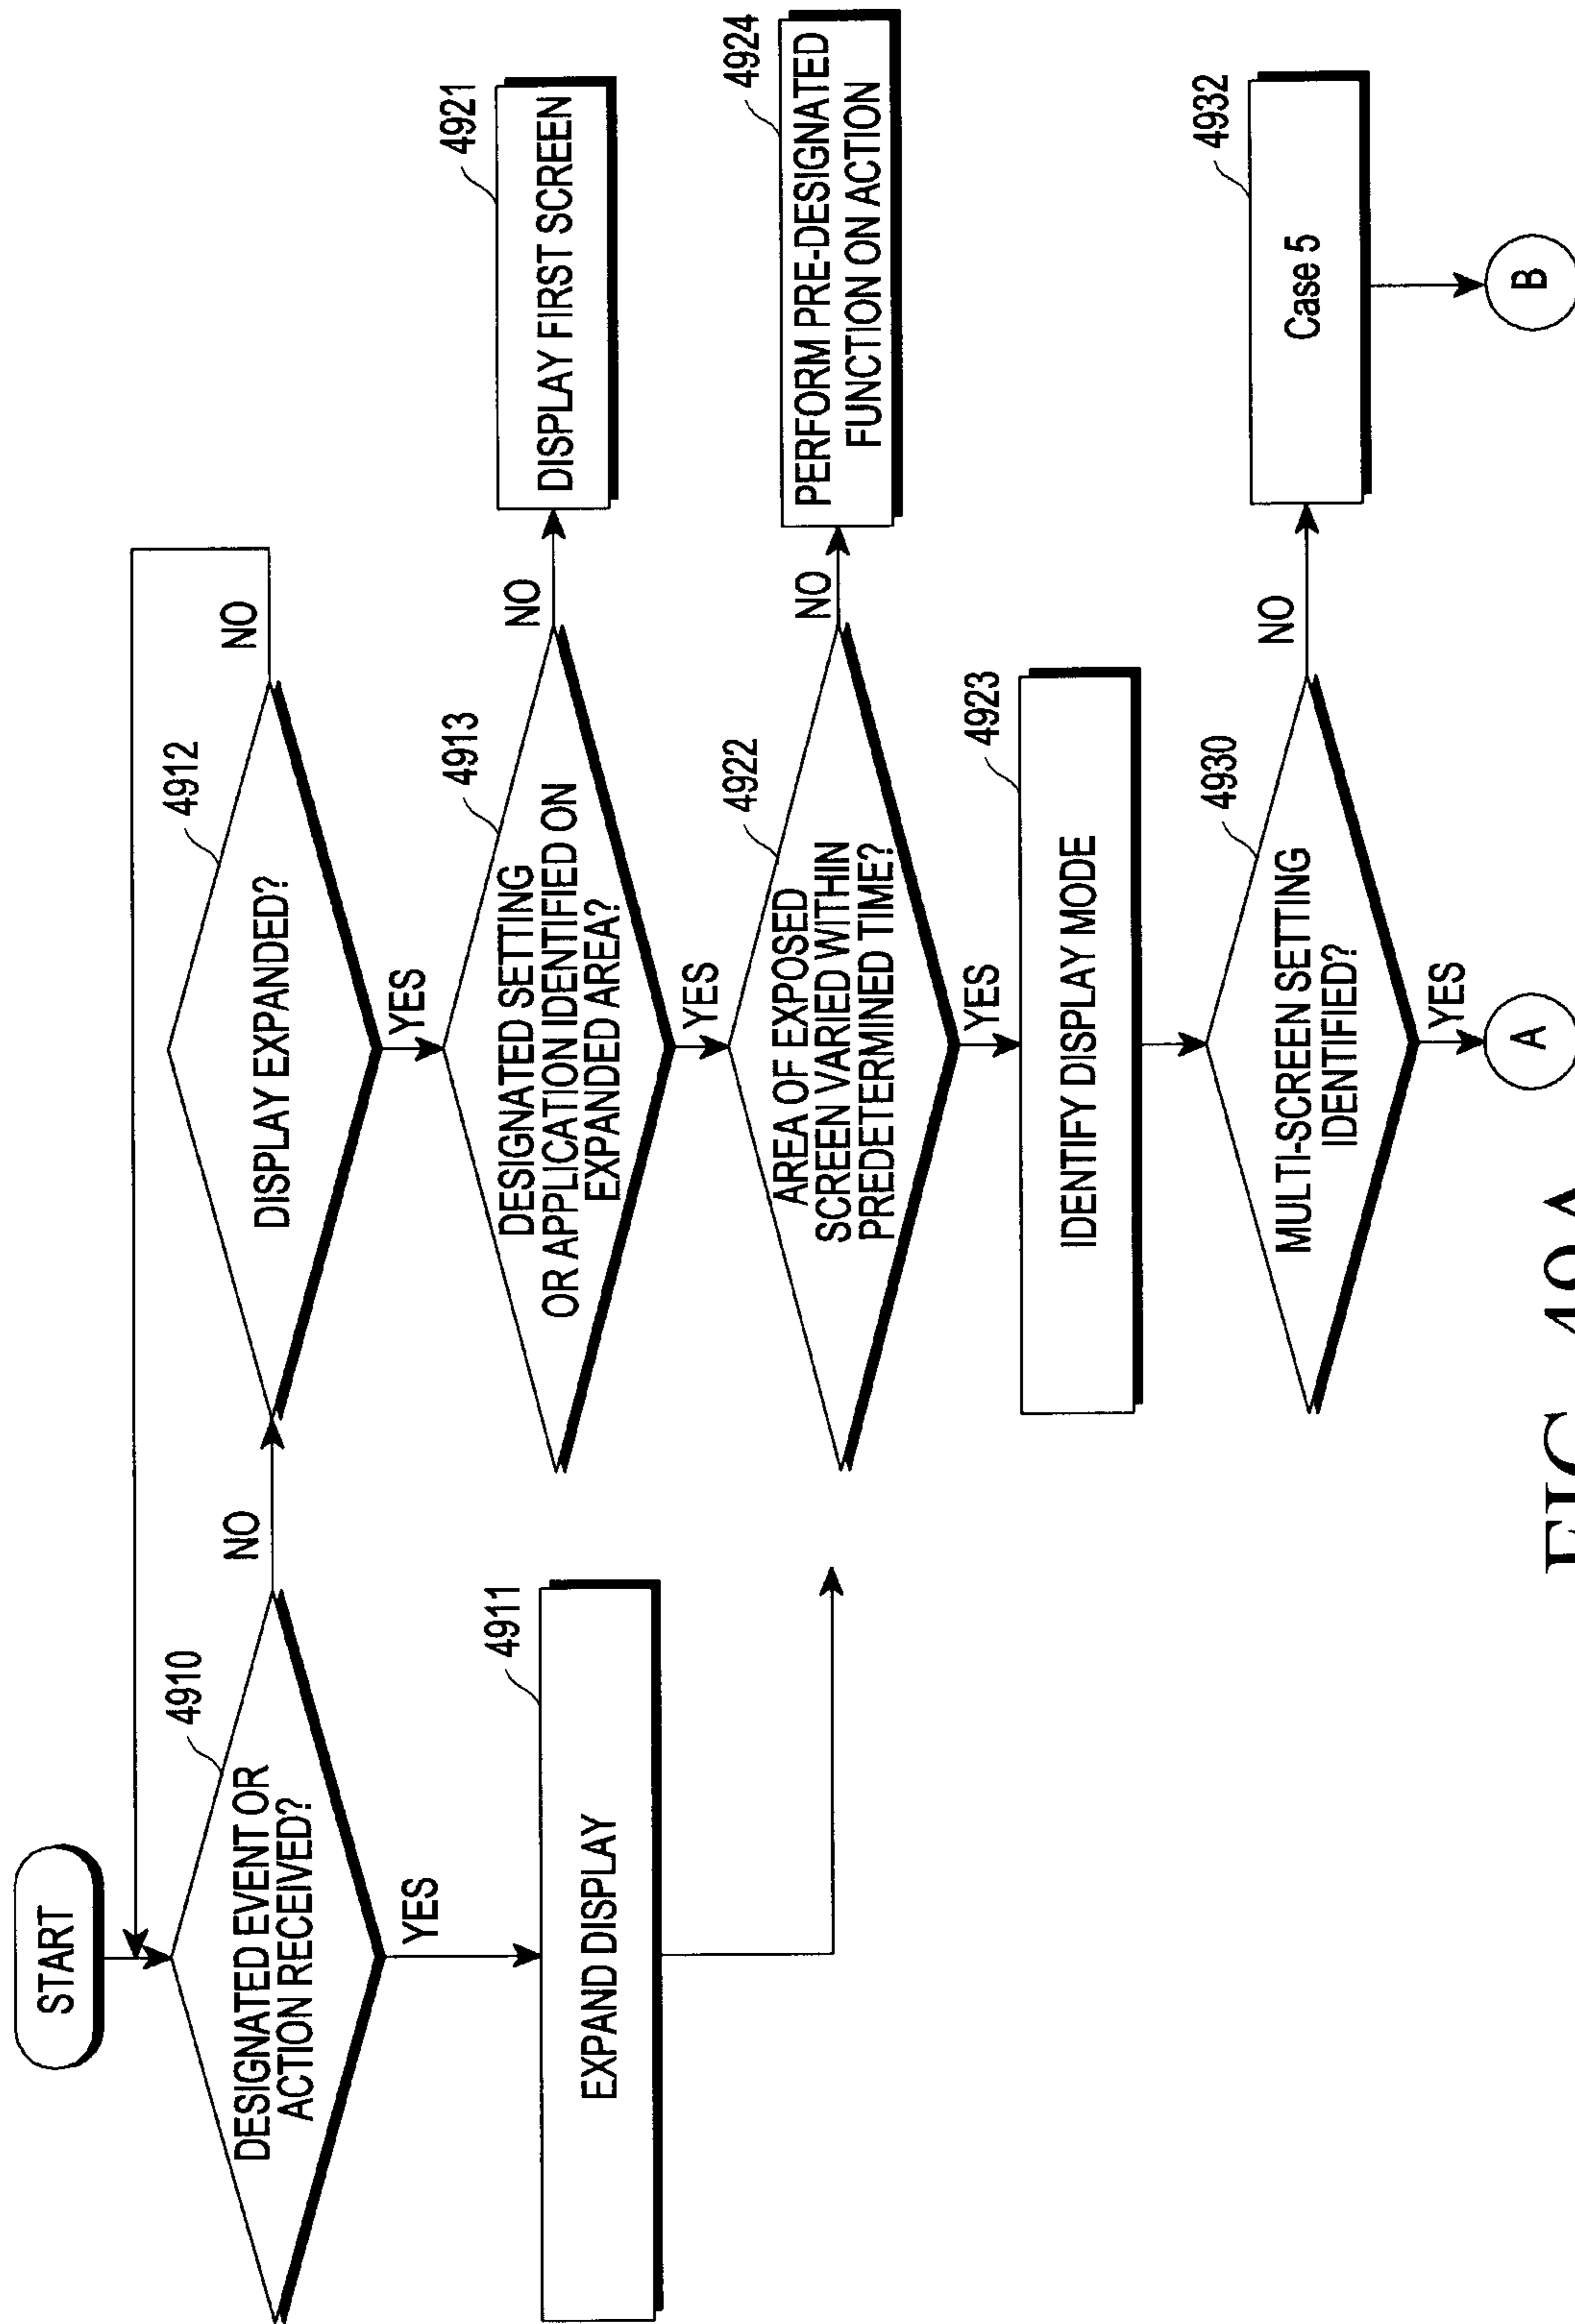 START
4910
DESIGNATED EVENT OR
ACTION RECEIVED?
NO
YES
4911
EXPAND DISPLAY
4912
DISPLAY EXPANDED?
NO
YES
4913
DESIGNATED SETTING
OR APPLICATION IDENTIFIED ON
EXPANDED AREA?
NO
YES
4921
DISPLAY FIRST SCREEN
4922
AREA OF EXPOSED
SCREEN VARIED WITHIN
PREDETERMINED TIME?
NO
YES
4924
PERFORM PRE-DESIGNATED
FUNCTION ON ACTION
4923
IDENTIFY DISPLAY MODE
4930
MULTI-SCREEN SETTING
IDENTIFIED?
NO
YES
4932
Case 5
A
B
FIG. 49A